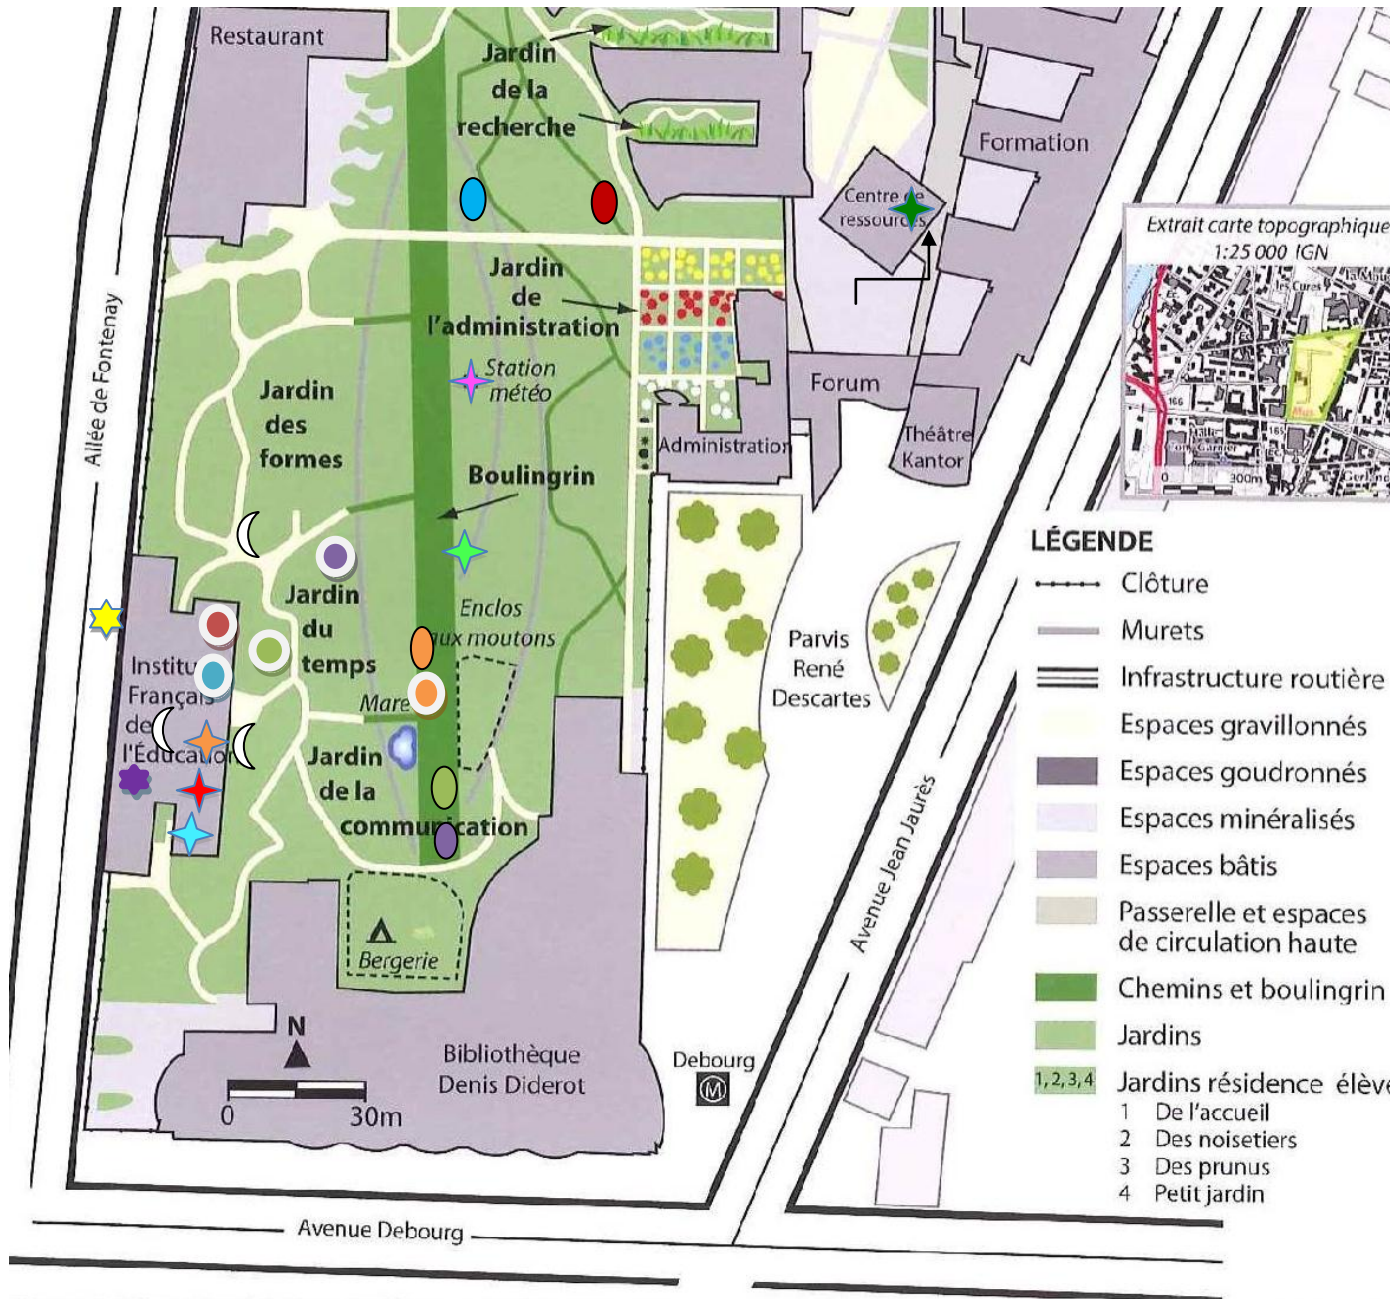 Restaurant
Jardin
de la
recherche
Formation
Centre de
ressources
Extrait carte topographique
1:25 000 IGN
les Cures
300m
166
165
Jardin
de
l'administration
Station
météo
Allée de Fontenay
Jardin
des
formes
Forum
Théâtre
Kantor
Administration
Boulingrin
Jardin
du
temps
Enclos
aux moutons
Parvis
René
Descartes
Institut
Français
de
l'Éducation
Mare
Jardin
de la
communication
Bergerie
Avenue Jean Jaurès
N
0
30m
Bibliothèque
Denis Diderot
Debourg
M
Avenue Debourg
LÉGENDE
Clôture
Murets
Infrastructure routière
Espaces gravillonnés
Espaces goudronnés
Espaces minéralisés
Espaces bâtis
Passerelle et espaces
de circulation haute
Chemins et boulingrin
Jardins
1,2,3,4 Jardins résidence élève
1 De l'accueil
2 Des noisetiers
3 Des prunus
4 Petit jardin